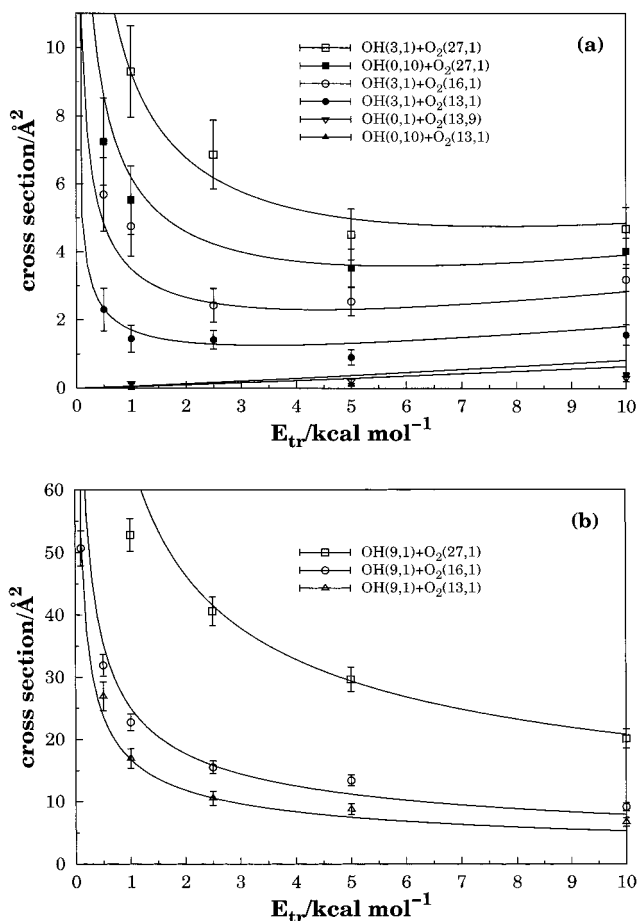 (a)
OH(3,1)+O₂(27,1)
OH(0,10)+O₂(27,1)
OH(3,1)+O₂(16,1)
OH(3,1)+O₂(13,1)
OH(0,1)+O₂(13,9)
OH(0,10)+O₂(13,1)
cross section/Å²
10
8
6
4
2
0
0 1 2 3 4 5 6 7 8 9 10
Eₜᵣ/kcal mol⁻¹
(b)
OH(9,1)+O₂(27,1)
OH(9,1)+O₂(16,1)
OH(9,1)+O₂(13,1)
cross section/Å²
60
50
40
30
20
10
0
0 1 2 3 4 5 6 7 8 9 10
Eₜᵣ/kcal mol⁻¹